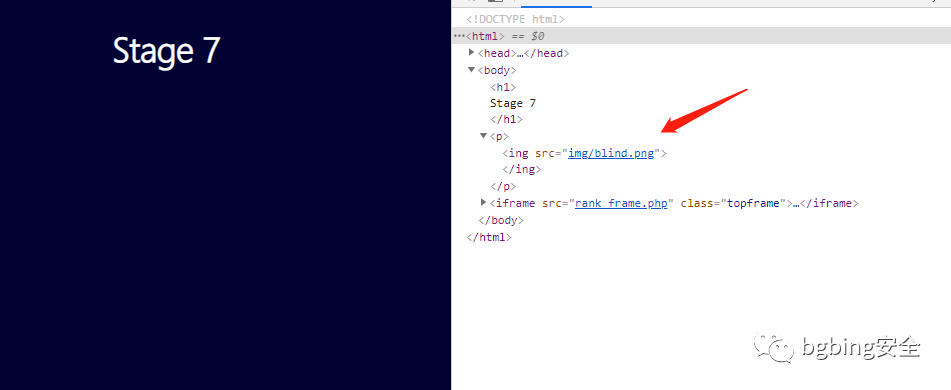 Stage 7
<!DOCTYPE html>
···<html> == $0
<head>…</head>
<body>
<h1>
Stage 7
</h1>
<p>
<ing src="img/blind.png">
</ing>
</p>
<iframe src="rank_frame.php" class="topframe">…</iframe>
</body>
</html>
bgbing安全